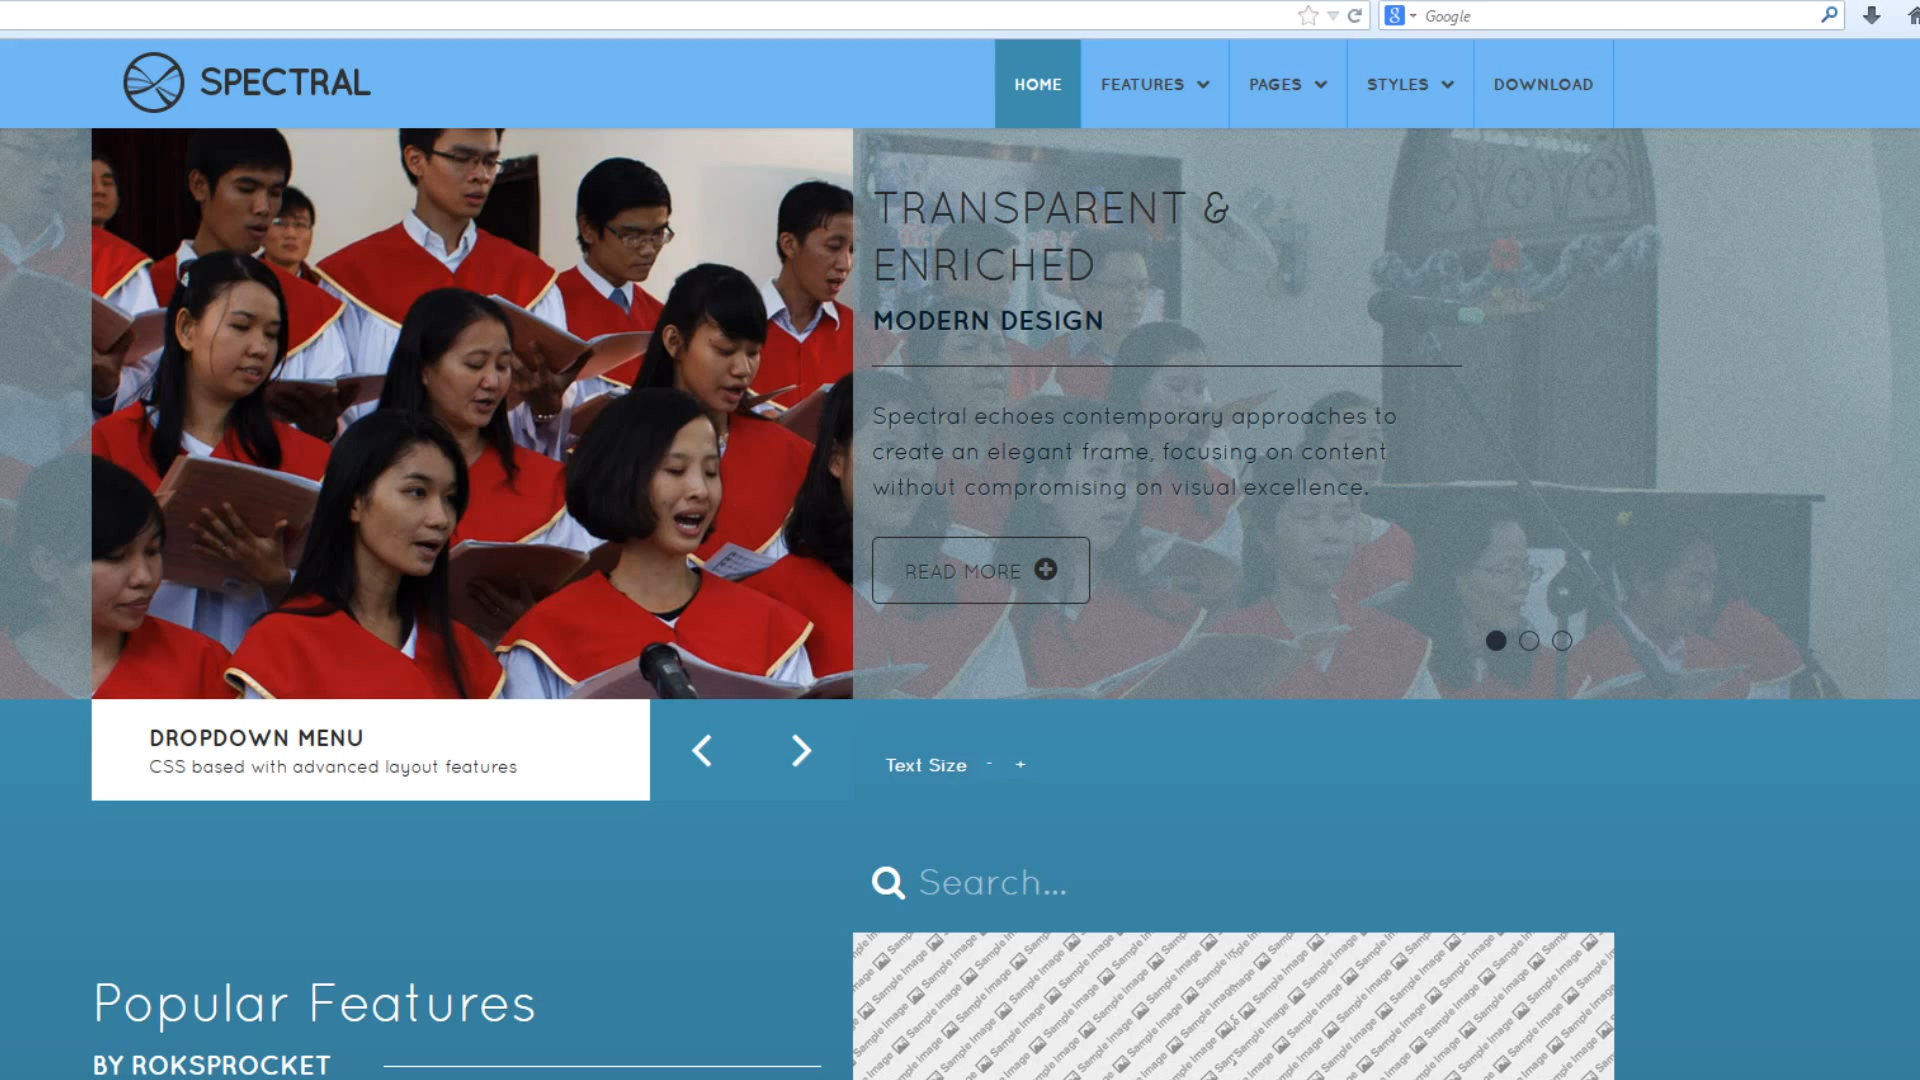 Google
SPECTRAL
HOME
FEATURES
PAGES
STYLES
DOWNLOAD
TRANSPARENT &
ENRICHED
MODERN DESIGN
Spectral echoes contemporary approaches to
create an elegant frame, focusing on content
without compromising on visual excellence.
READ MORE
DROPDOWN MENU
CSS based with advanced layout features
Text Size - +
Search...
Popular Features
BY ROKSPROCKET
Sample Image